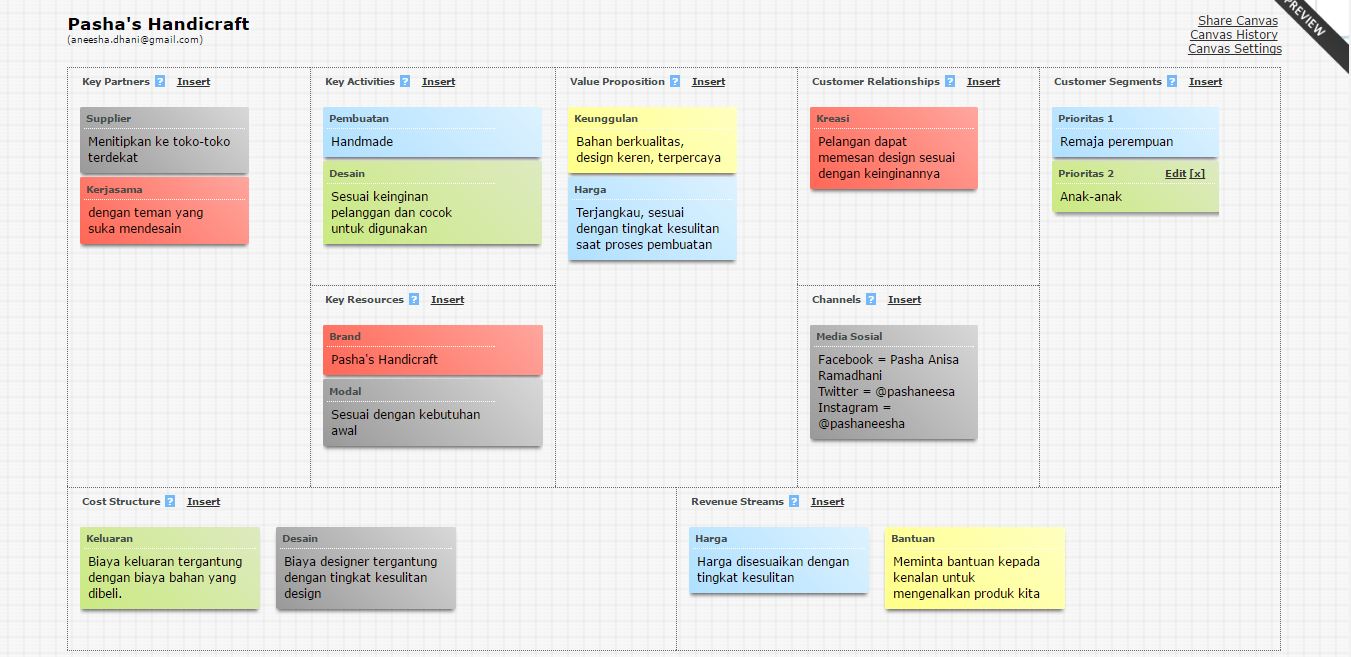 Pasha's Handicraft
(aneesha.dhani@gmail.com)
Share Canvas
Canvas History
Canvas Settings
PREVIEW
Key Partners ? Insert
Supplier
Menitipkan ke toko-toko
terdekat
Kerjasama
dengan teman yang
suka mendesain
Key Activities ? Insert
Pembuatan
Handmade
Desain
Sesuai keinginan
pelanggan dan cocok
untuk digunakan
Key Resources ? Insert
Brand
Pasha's Handicraft
Modal
Sesuai dengan kebutuhan
awal
Value Proposition ? Insert
Keunggulan
Bahan berkualitas,
design keren, terpercaya
Harga
Terjangkau, sesuai
dengan tingkat kesulitan
saat proses pembuatan
Customer Relationships ? Insert
Kreasi
Pelangan dapat
memesan design sesuai
dengan keinginannya
Channels ? Insert
Media Sosial
Facebook = Pasha Anisa
Ramadhani
Twitter = @pashaneesa
Instagram =
@pashaneesha
Customer Segments ? Insert
Prioritas 1
Remaja perempuan
Prioritas 2 Edit [x]
Anak-anak
Cost Structure ? Insert
Keluaran
Biaya keluaran tergantung
dengan biaya bahan yang
dibeli.
Desain
Biaya designer tergantung
dengan tingkat kesulitan
design
Revenue Streams ? Insert
Harga
Harga disesuaikan dengan
tingkat kesulitan
Bantuan
Meminta bantuan kepada
kenalan untuk
mengenalkan produk kita